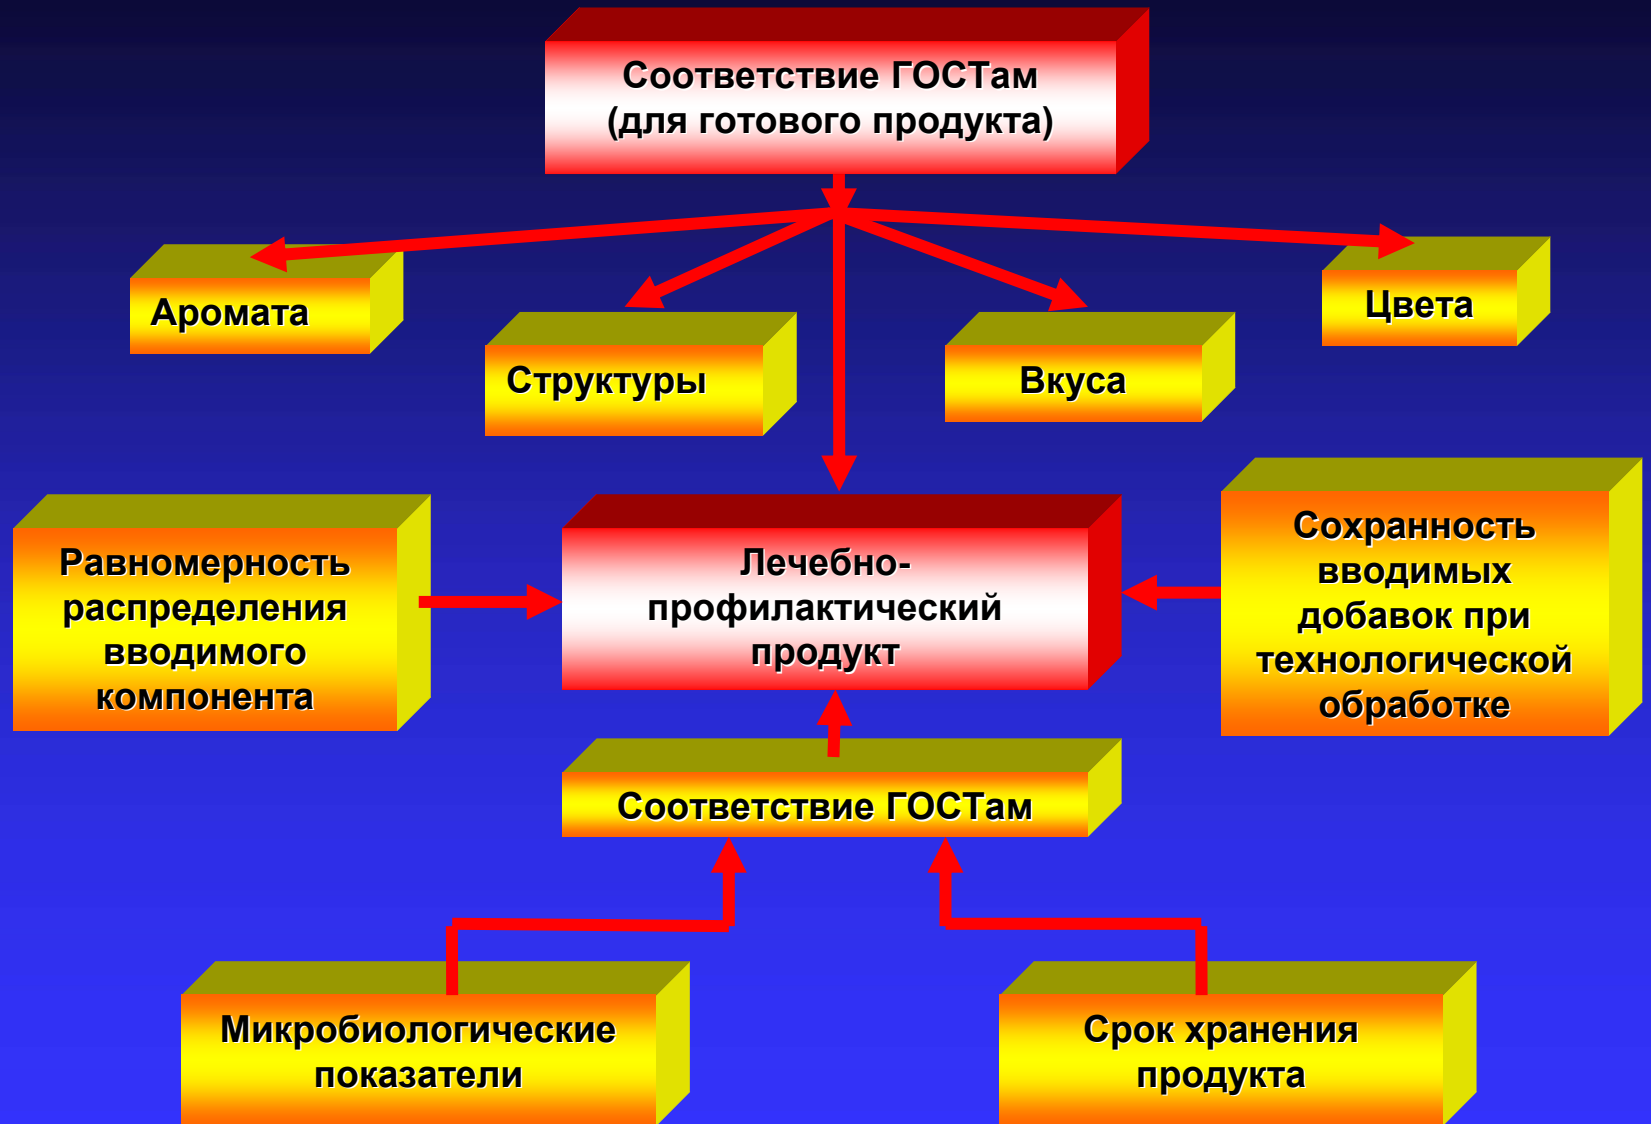 Соответствие ГОСТам
(для готового продукта)
Аромата
Структуры
Вкуса
Цвета
Равномерность
распределения
вводимого
компонента
Лечебно-
профилактический
продукт
Сохранность
вводимых
добавок при
технологической
обработке
Соответствие ГОСТам
Микробиологические
показатели
Срок хранения
продукта